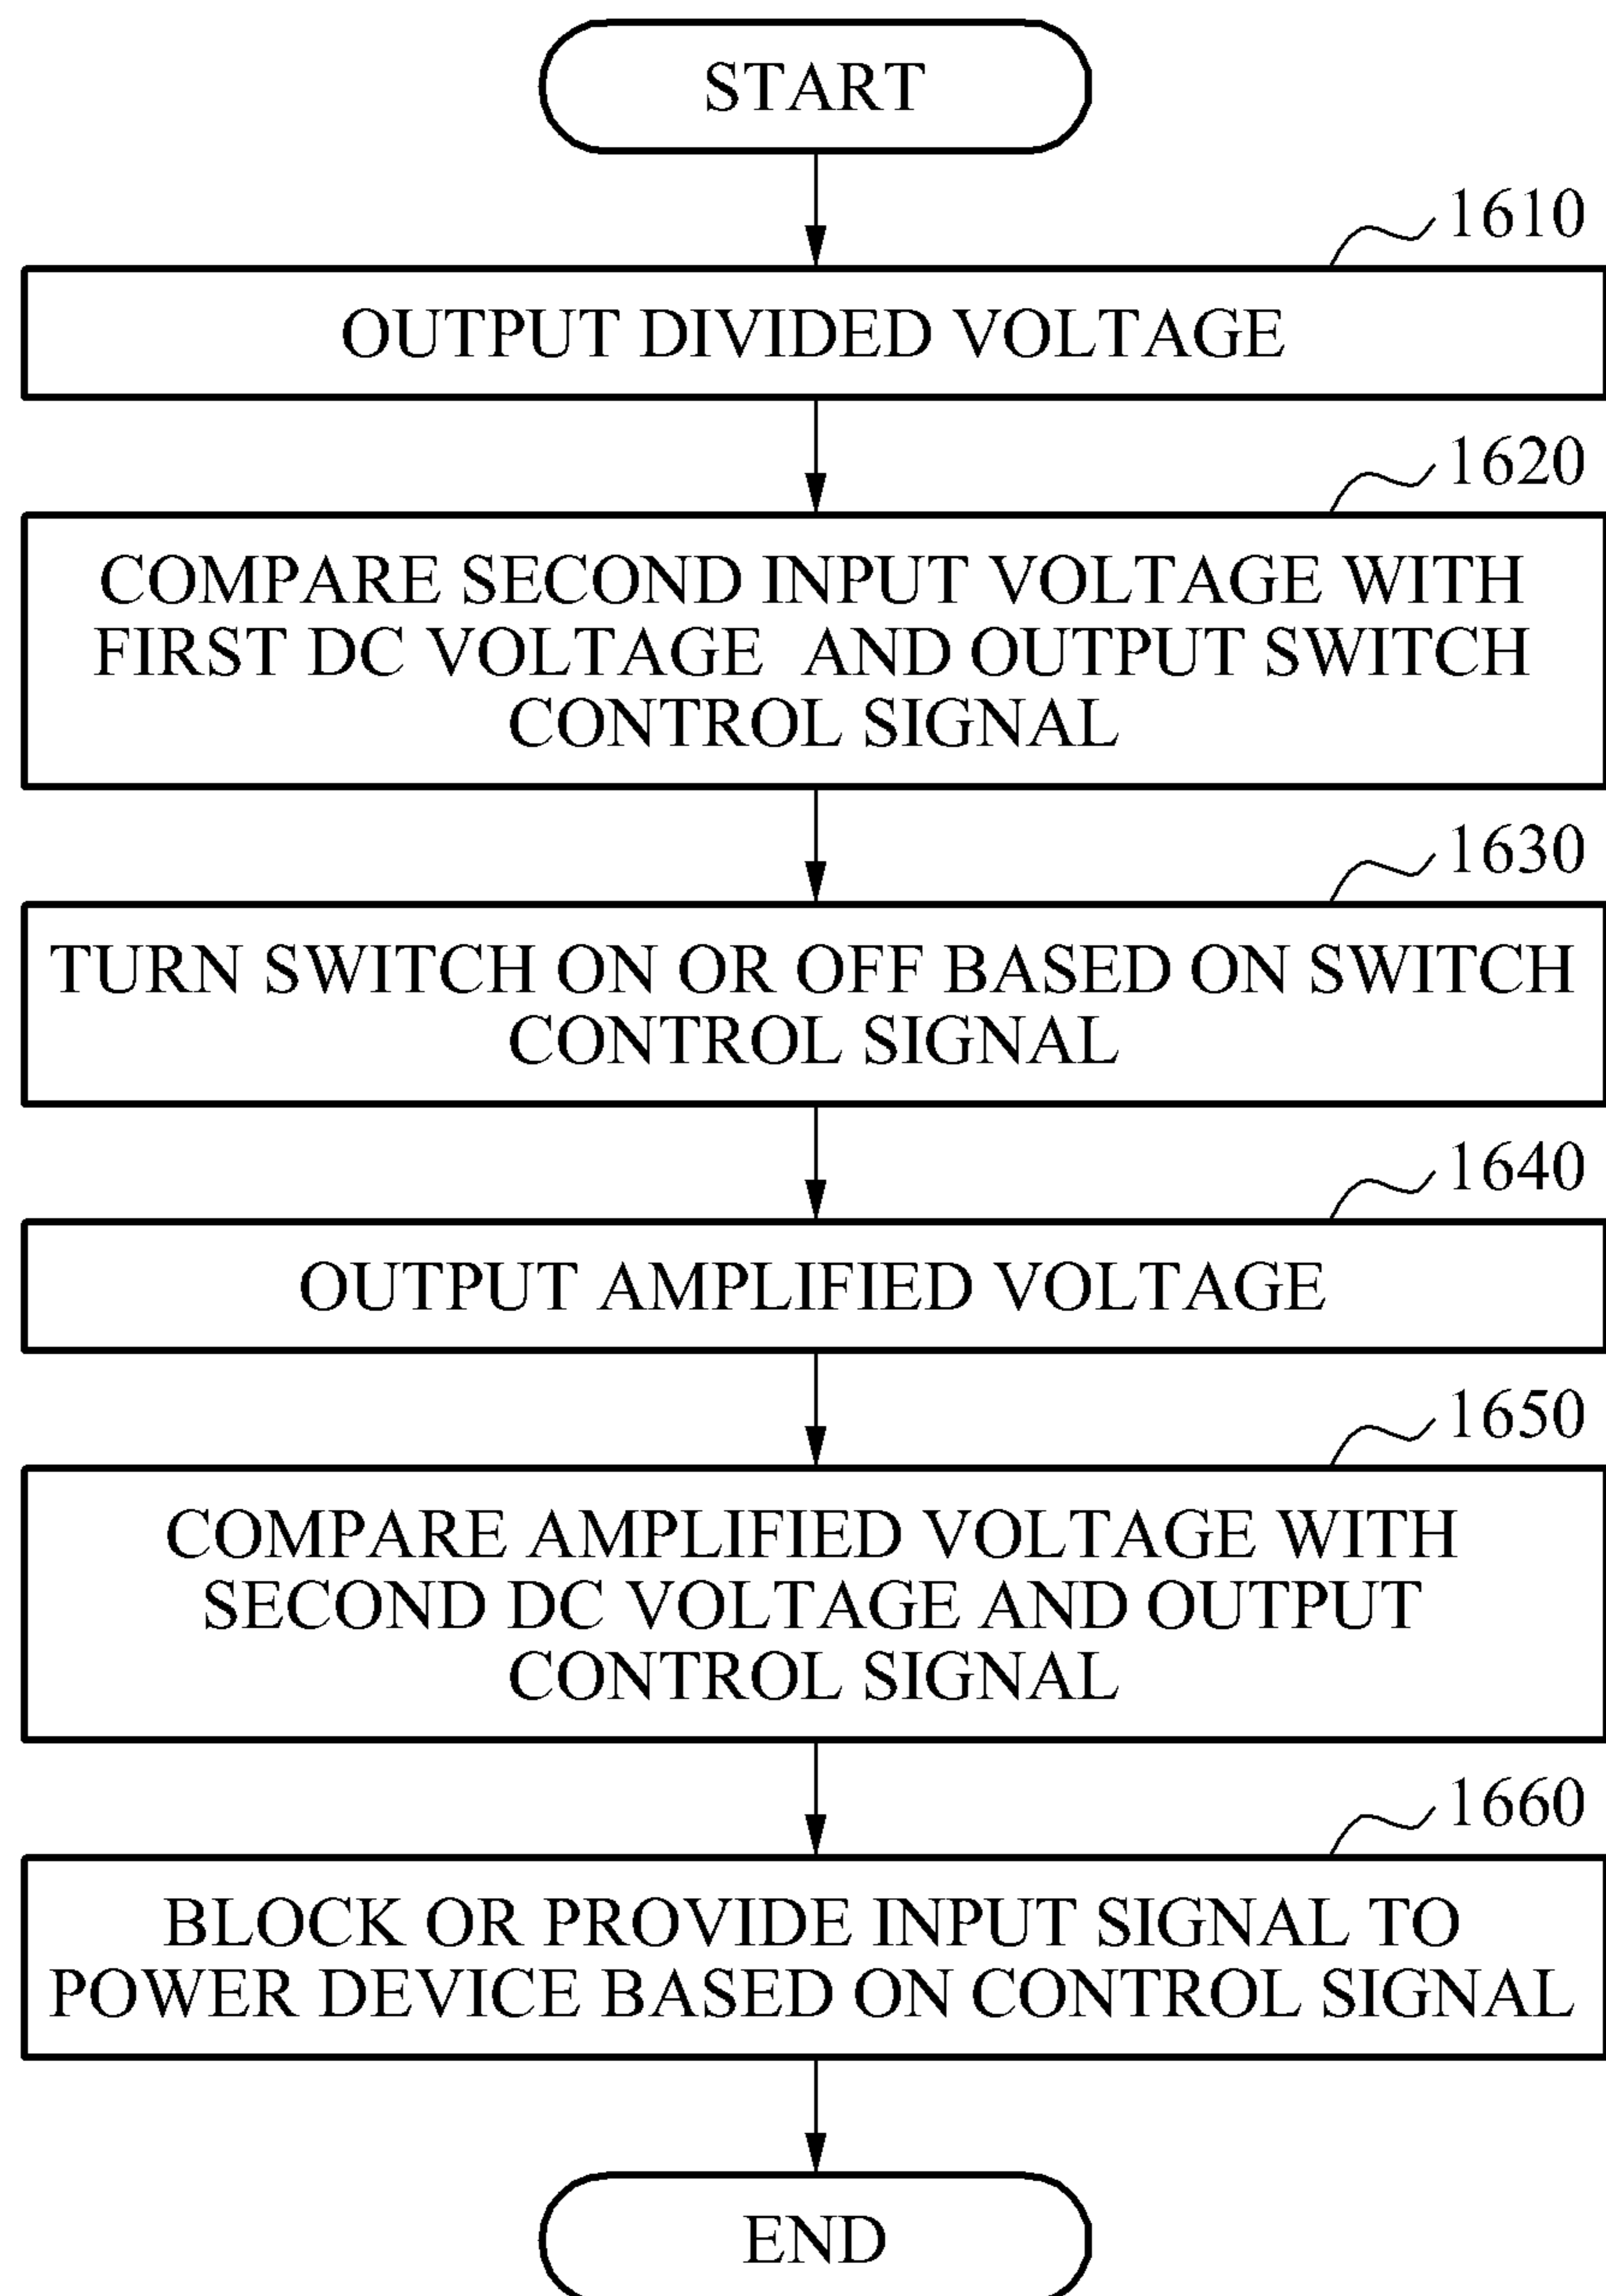 START
1610
OUTPUT DIVIDED VOLTAGE
1620
COMPARE SECOND INPUT VOLTAGE WITH
FIRST DC VOLTAGE AND OUTPUT SWITCH
CONTROL SIGNAL
1630
TURN SWITCH ON OR OFF BASED ON SWITCH
CONTROL SIGNAL
1640
OUTPUT AMPLIFIED VOLTAGE
1650
COMPARE AMPLIFIED VOLTAGE WITH
SECOND DC VOLTAGE AND OUTPUT
CONTROL SIGNAL
1660
BLOCK OR PROVIDE INPUT SIGNAL TO
POWER DEVICE BASED ON CONTROL SIGNAL
END